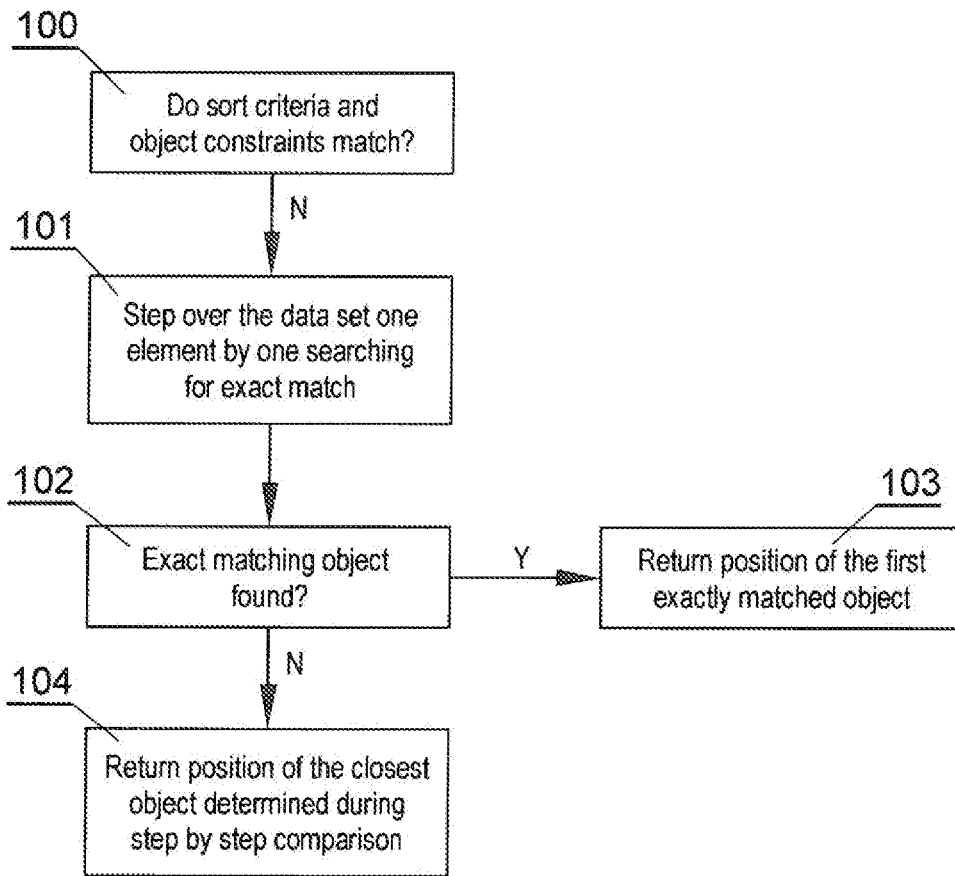 100
Do sort criteria and
object constraints match?
N
101
Step over the data set one
element by one searching
for exact match
102
Exact matching object
found?
Y
103
Return position of the first
exactly matched object
N
104
Return position of the closest
object determined during
step by step comparison